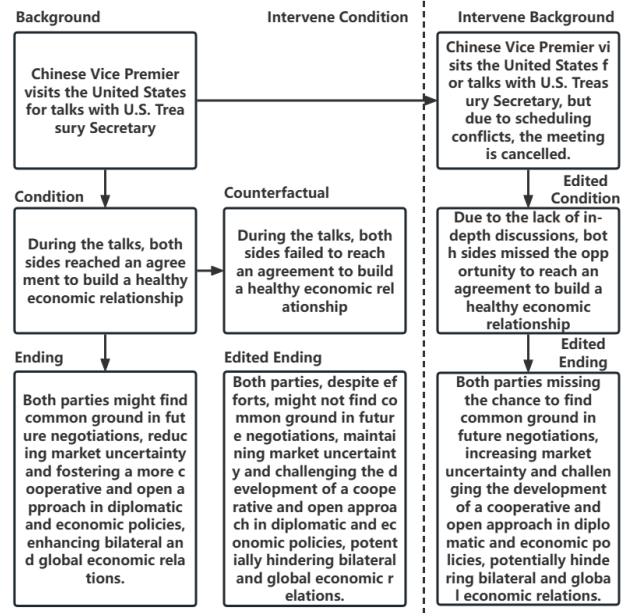 Background
Intervene Condition
Intervene Background
Chinese Vice Premier
visits the United States
for talks with U.S. Trea
sury Secretary
Chinese Vice Premier vi
sits the United States f
or talks with U.S. Treas
ury Secretary, but
due to scheduling
conflicts, the meeting
is cancelled.
Condition
Counterfactual
Edited
Condition
During the talks, both
sides reached an agree
ment to build a healthy
economic relationship
During the talks, both
sides failed to reach
an agreement to build
a healthy economic rel
ationship
Due to the lack of in-
depth discussions, bot
h sides missed the opp
ortunity to reach an
agreement to build a
healthy economic
relationship
Ending
Edited Ending
Edited
Ending
Both parties might find
common ground in fut
ure negotiations, reduc
ing market uncertainty
and fostering a more c
ooperative and open a
pproach in diplomatic
and economic policies,
enhancing bilateral an
d global economic rela
tions.
Both parties, despite ef
forts, might not find co
mmon ground in futur
e negotiations, maintai
ning market uncertaint
y and challenging the d
evelopment of a coope
rative and open approa
ch in diplomatic and ec
onomic policies, potent
ially hindering bilateral
and global economic r
elations.
Both parties missing
the chance to find
common ground in
future negotiations,
increasing market
uncertainty and challen
ging the development
of a cooperative and
open approach in diplo
matic and economic po
licies, potentially hinde
ring bilateral and globa
l economic relations.